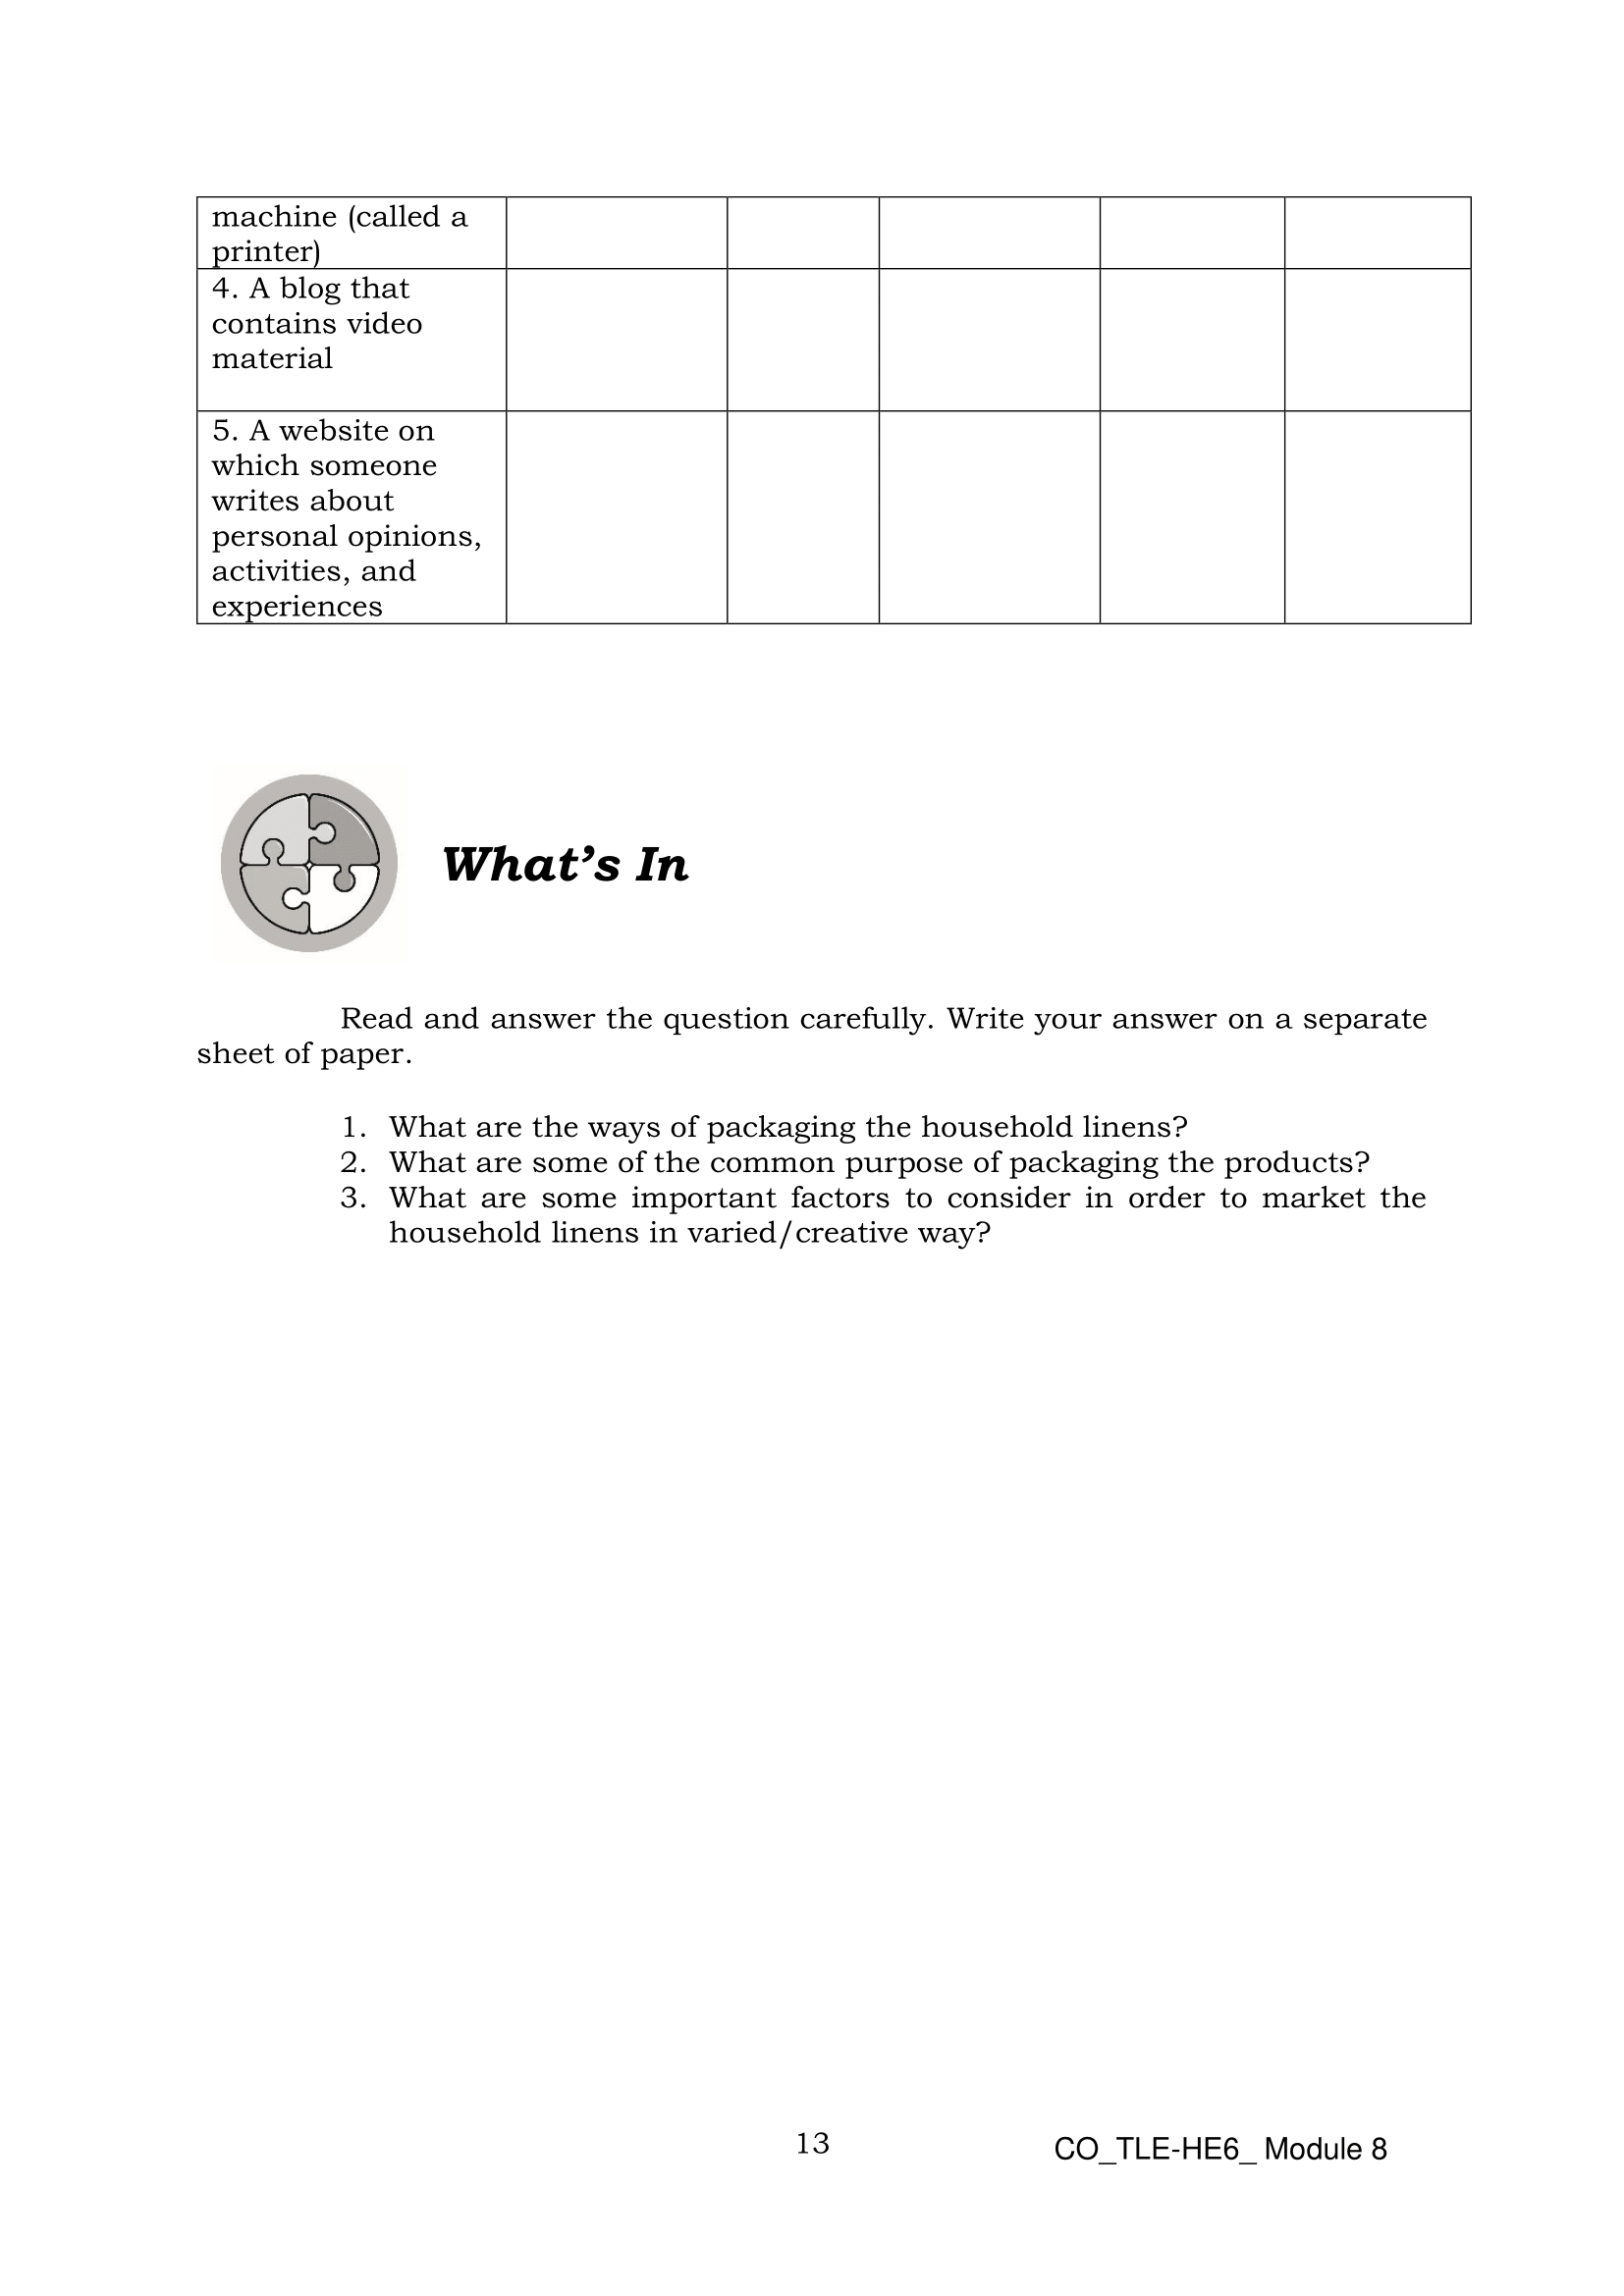 machine (called a
printer)
4. A blog that
contains video
material
5. A website on
which someone
writes about
personal opinions,
activities, and
experiences
What's In
Read and answer the question carefully. Write your answer on a separate
sheet of paper.
1. What are the ways of packaging the household linens?
2. What are some of the common purpose of packaging the products?
3. What are some important factors to consider in order to market the
household linens in varied/creative way?
13
CO_TLE-HE6_ Module 8